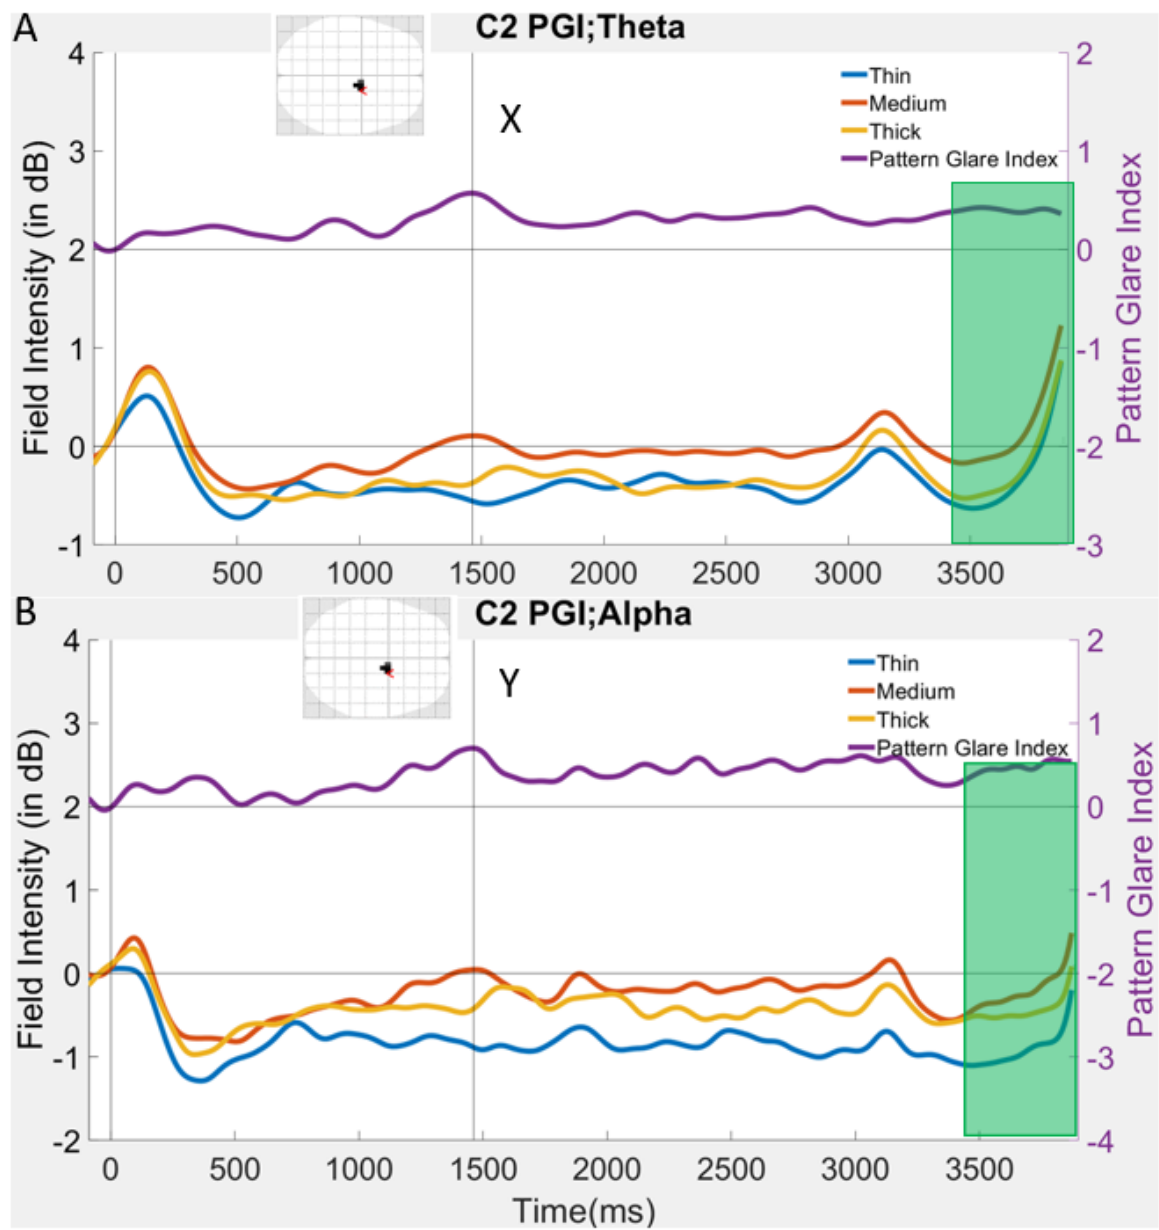 A
C2 PGI;Theta
4
3
2
1
0
-1
Field Intensity (in dB)
X
Thin
Medium
Thick
Pattern Glare Index
2
1
0
-1
-2
-3
Pattern Glare Index
0 500 1000 1500 2000 2500 3000 3500
B
C2 PGI;Alpha
4
3
2
1
0
-1
-2
Field Intensity (in dB)
Y
Thin
Medium
Thick
Pattern Glare Index
2
1
0
-1
-2
-3
-4
Pattern Glare Index
0 500 1000 1500 2000 2500 3000 3500
Time(ms)